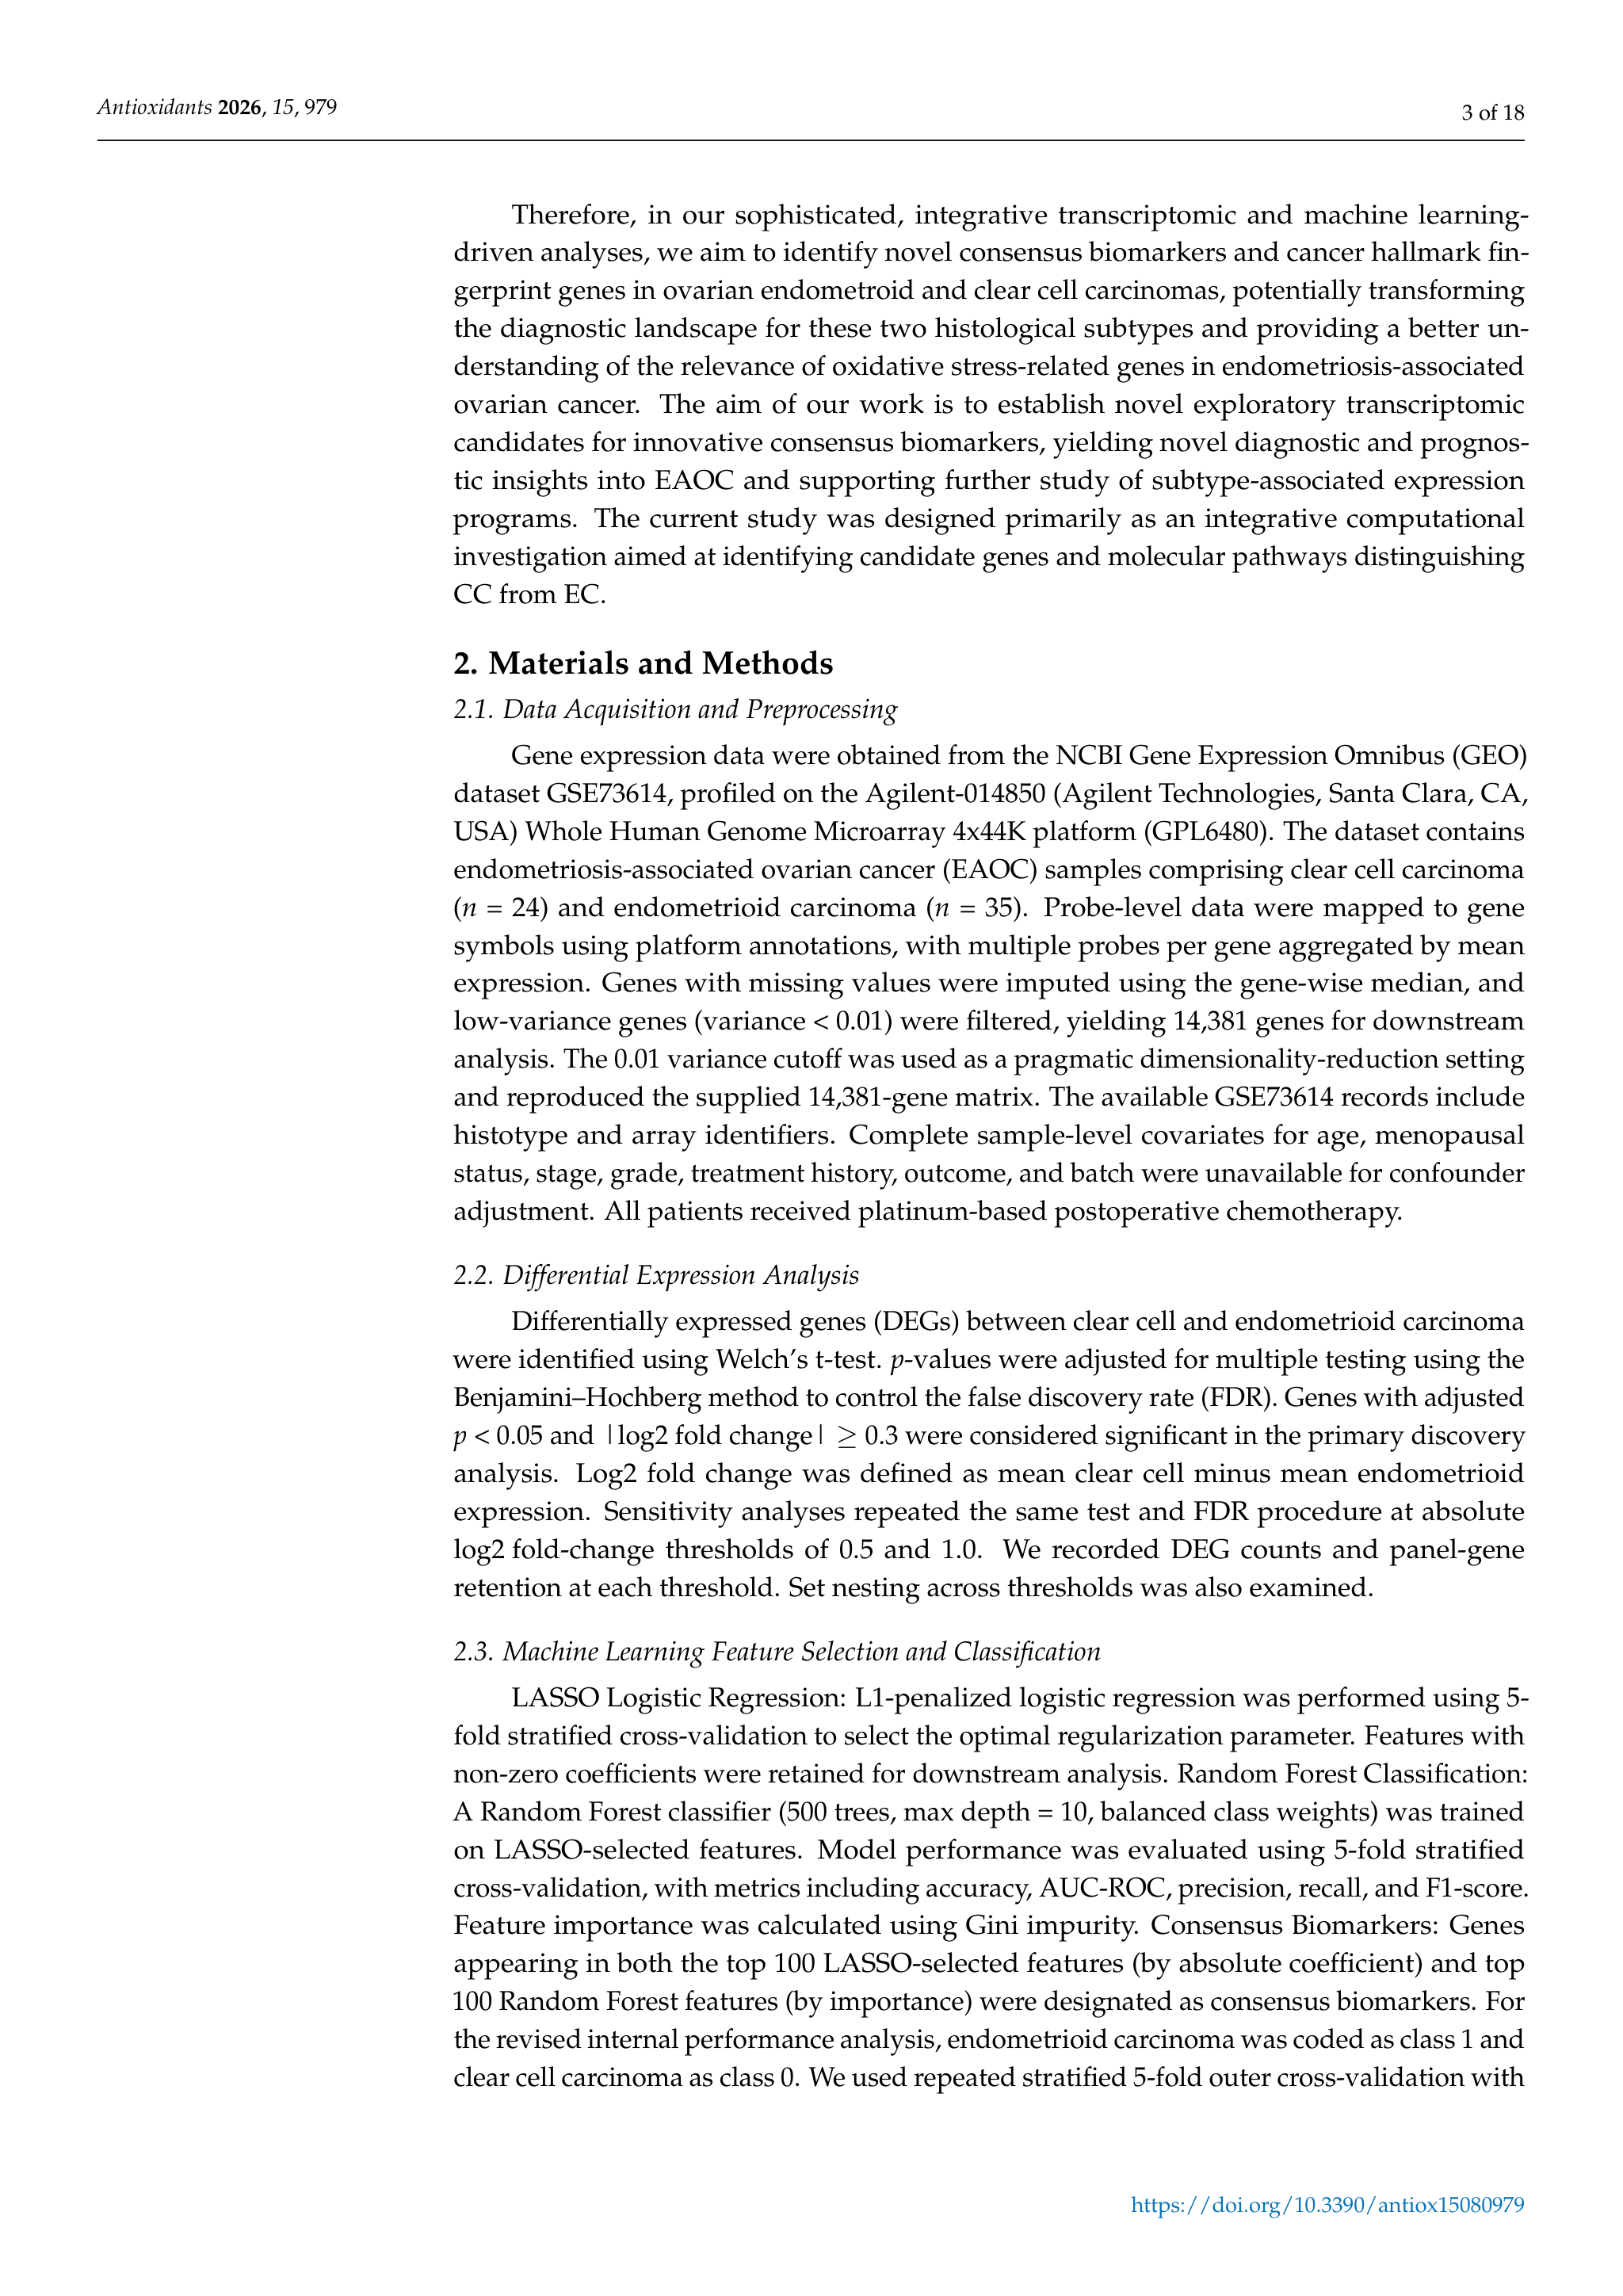 Antioxidants 2026, 15, 979
3 of 18
Therefore, in our sophisticated, integrative transcriptomic and machine learning-
driven analyses, we aim to identify novel consensus biomarkers and cancer hallmark fin-
gerprint genes in ovarian endometroid and clear cell carcinomas, potentially transforming
the diagnostic landscape for these two histological subtypes and providing a better un-
derstanding of the relevance of oxidative stress-related genes in endometriosis-associated
ovarian cancer. The aim of our work is to establish novel exploratory transcriptomic
candidates for innovative consensus biomarkers, yielding novel diagnostic and prognos-
tic insights into EAOC and supporting further study of subtype-associated expression
programs. The current study was designed primarily as an integrative computational
investigation aimed at identifying candidate genes and molecular pathways distinguishing
CC from EC.
2. Materials and Methods
2.1. Data Acquisition and Preprocessing
Gene expression data were obtained from the NCBI Gene Expression Omnibus (GEO)
dataset GSE73614, profiled on the Agilent-014850 (Agilent Technologies, Santa Clara, CA,
USA) Whole Human Genome Microarray 4x44K platform (GPL6480). The dataset contains
endometriosis-associated ovarian cancer (EAOC) samples comprising clear cell carcinoma
(n = 24) and endometrioid carcinoma (n = 35). Probe-level data were mapped to gene
symbols using platform annotations, with multiple probes per gene aggregated by mean
expression. Genes with missing values were imputed using the gene-wise median, and
low-variance genes (variance < 0.01) were filtered, yielding 14,381 genes for downstream
analysis. The 0.01 variance cutoff was used as a pragmatic dimensionality-reduction setting
and reproduced the supplied 14,381-gene matrix. The available GSE73614 records include
histotype and array identifiers. Complete sample-level covariates for age, menopausal
status, stage, grade, treatment history, outcome, and batch were unavailable for confounder
adjustment. All patients received platinum-based postoperative chemotherapy.
2.2. Differential Expression Analysis
Differentially expressed genes (DEGs) between clear cell and endometrioid carcinoma
were identified using Welch’s t-test. p-values were adjusted for multiple testing using the
Benjamini–Hochberg method to control the false discovery rate (FDR). Genes with adjusted
p < 0.05 and |log2 fold change| ≥ 0.3 were considered significant in the primary discovery
analysis. Log2 fold change was defined as mean clear cell minus mean endometrioid
expression. Sensitivity analyses repeated the same test and FDR procedure at absolute
log2 fold-change thresholds of 0.5 and 1.0. We recorded DEG counts and panel-gene
retention at each threshold. Set nesting across thresholds was also examined.
2.3. Machine Learning Feature Selection and Classification
LASSO Logistic Regression: L1-penalized logistic regression was performed using 5-
fold stratified cross-validation to select the optimal regularization parameter. Features with
non-zero coefficients were retained for downstream analysis. Random Forest Classification:
A Random Forest classifier (500 trees, max depth = 10, balanced class weights) was trained
on LASSO-selected features. Model performance was evaluated using 5-fold stratified
cross-validation, with metrics including accuracy, AUC-ROC, precision, recall, and F1-score.
Feature importance was calculated using Gini impurity. Consensus Biomarkers: Genes
appearing in both the top 100 LASSO-selected features (by absolute coefficient) and top
100 Random Forest features (by importance) were designated as consensus biomarkers. For
the revised internal performance analysis, endometrioid carcinoma was coded as class 1 and
clear cell carcinoma as class 0. We used repeated stratified 5-fold outer cross-validation with
https://doi.org/10.3390/antiox15080979